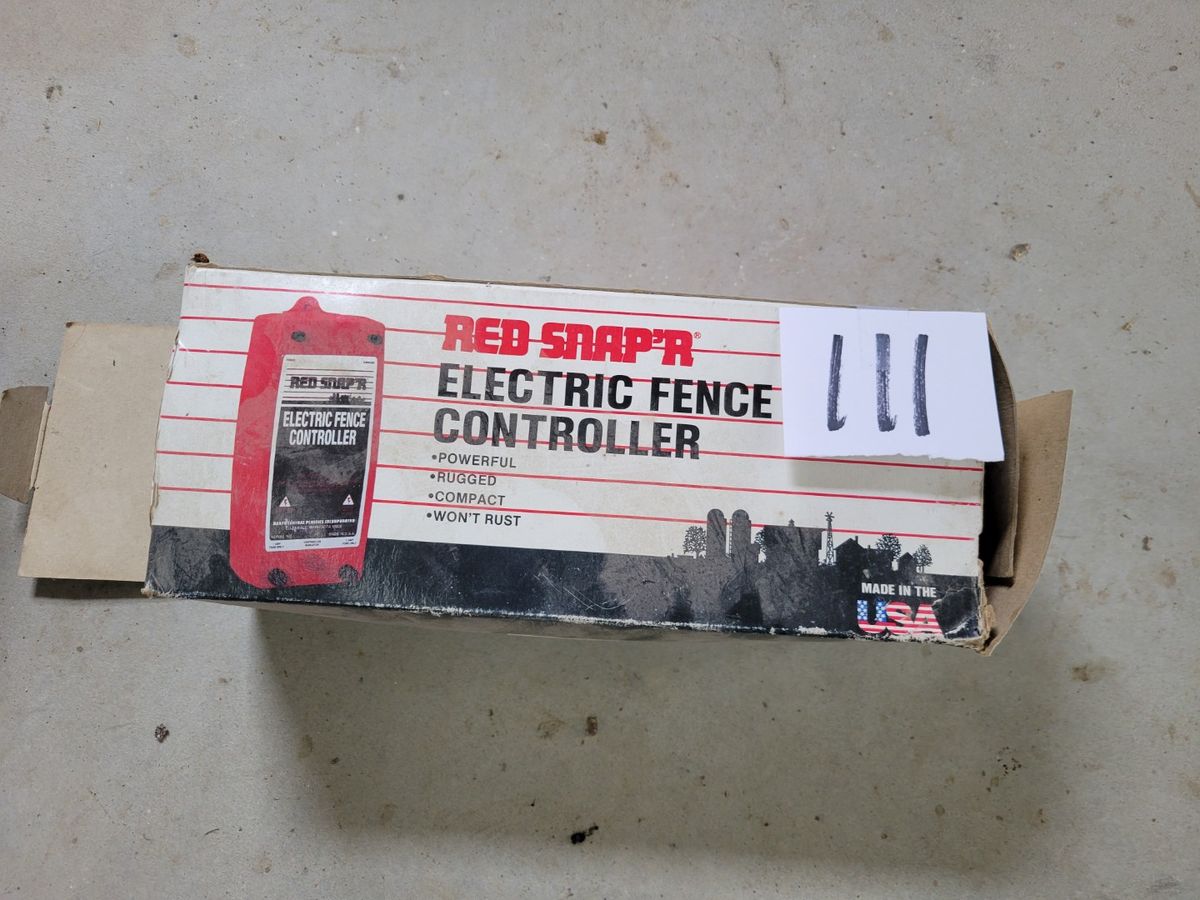 RED SNAP'R®
ELECTRIC FENCE
CONTROLLER
•POWERFUL
•RUGGED
•COMPACT
•WON'T RUST
111
RED SNAP'R
ELECTRIC FENCE
CONTROLLER
MADE IN THE
USA